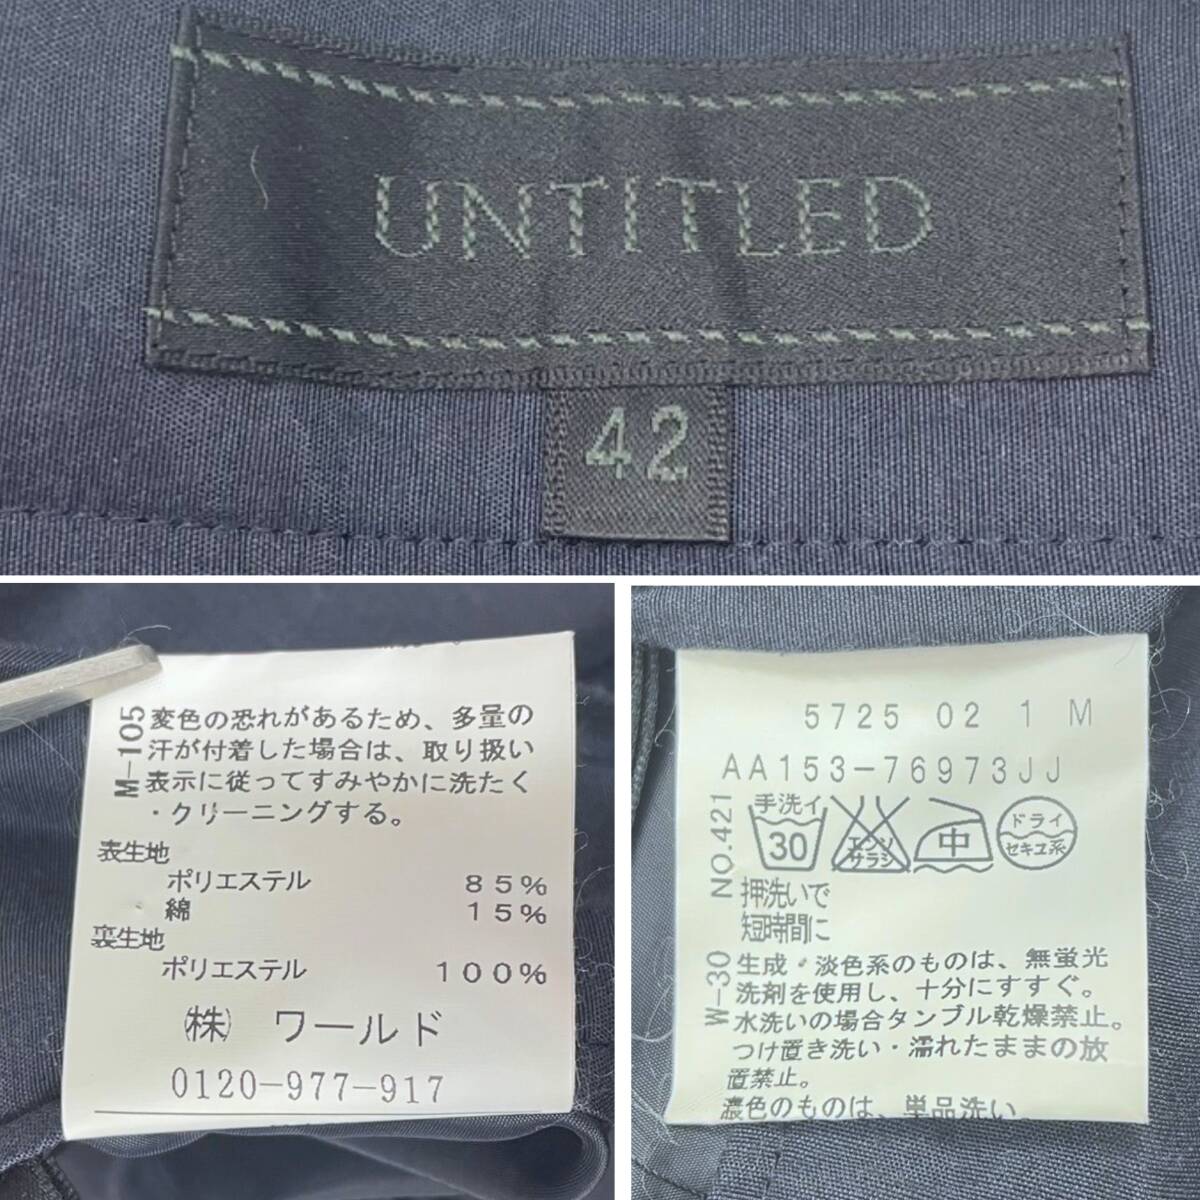 UNTITLED
42
M-105
変色の恐れがあるため、多量の
汗が付着した場合は、取り扱い
表示に従ってすみやかに洗たく
・クリーニングする。
表生地
ポリエステル 85%
綿 15%
裏生地
ポリエステル 100%
㈱ ワールド
0120-977-917
5725 02 1 M
AA153-76973JJ
NO.421
手洗イ
30
エンソ
サラシ
中
ドライ
セキユ系
押洗いで
短時間に
W-30
生成・淡色系のものは、無蛍光
洗剤を使用し、十分にすすぐ。
水洗いの場合タンブル乾燥禁止。
つけ置き洗い・濡れたままの放
置禁止。
濃色のものは、単品洗い。